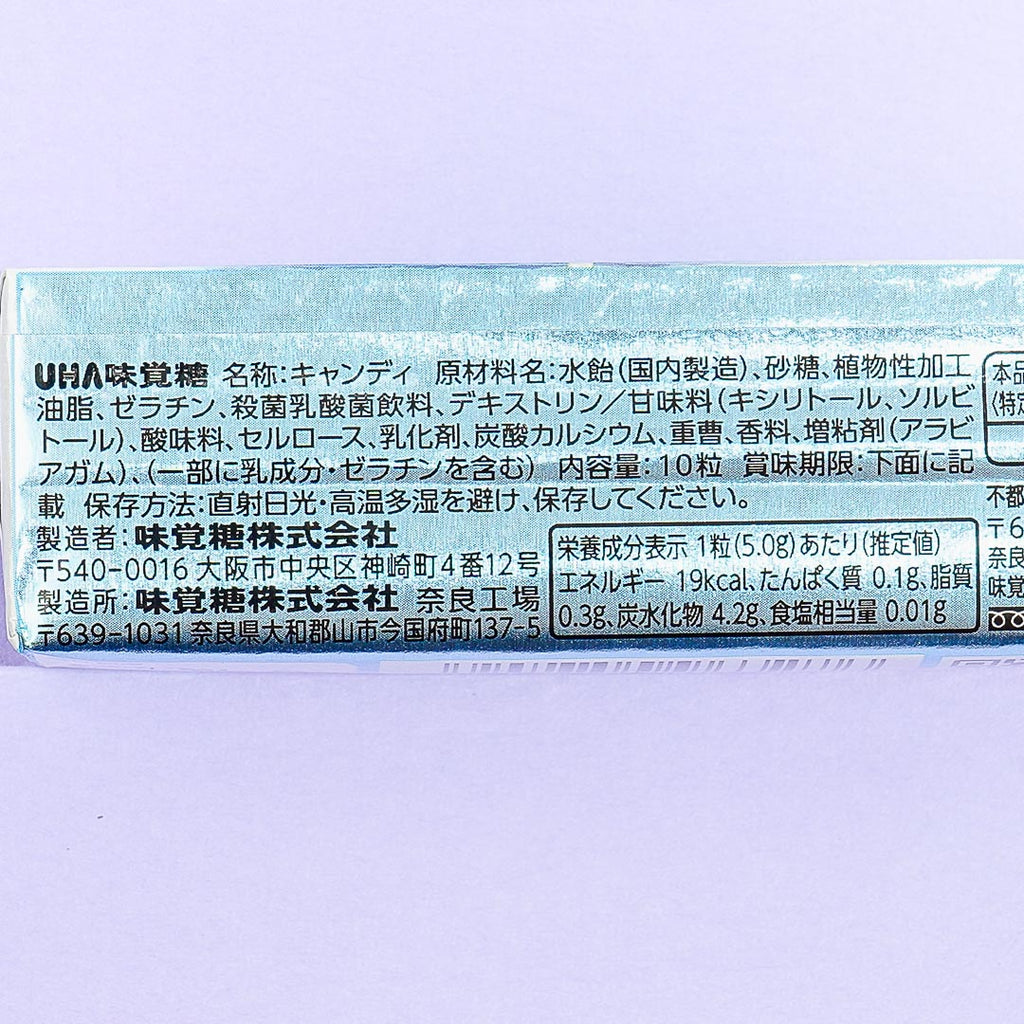 UHA味覚糖 名称:キャンディ 原材料名:水飴(国内製造)、砂糖、植物性加工
油脂、ゼラチン、殺菌乳酸菌飲料、デキストリン/甘味料(キシリトール、ソルビ
トール)、酸味料、セルロース、乳化剤、炭酸カルシウム、重曹、香料、増粘剤(アラビ
アガム)、(一部に乳成分・ゼラチンを含む) 内容量:10粒 賞味期限:下面に記
載 保存方法:直射日光・高温多湿を避け、保存してください。
製造者:味覚糖株式会社
〒540-0016 大阪市中央区神崎町4番12号
製造所:味覚糖株式会社 奈良工場
〒639-1031 奈良県大和郡山市今国府町137-5
栄養成分表示 1粒(5.0g)あたり(推定値)
エネルギー 19kcal、たんぱく質 0.1g、脂質
0.3g、炭水化物 4.2g、食塩相当量 0.01g
本品
(特定
不都
〒6
奈良
味覚